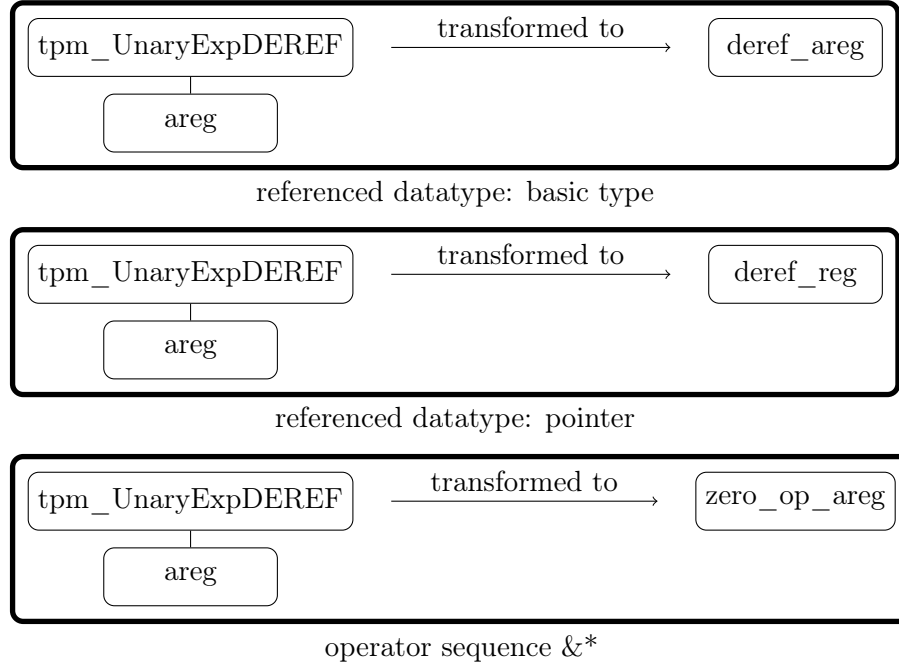 tpm_UnaryExpDEREF transformed to deref_areg
areg
referenced datatype: basic type
tpm_UnaryExpDEREF transformed to deref_reg
areg
referenced datatype: pointer
tpm_UnaryExpDEREF transformed to zero_op_areg
areg
operator sequence &*